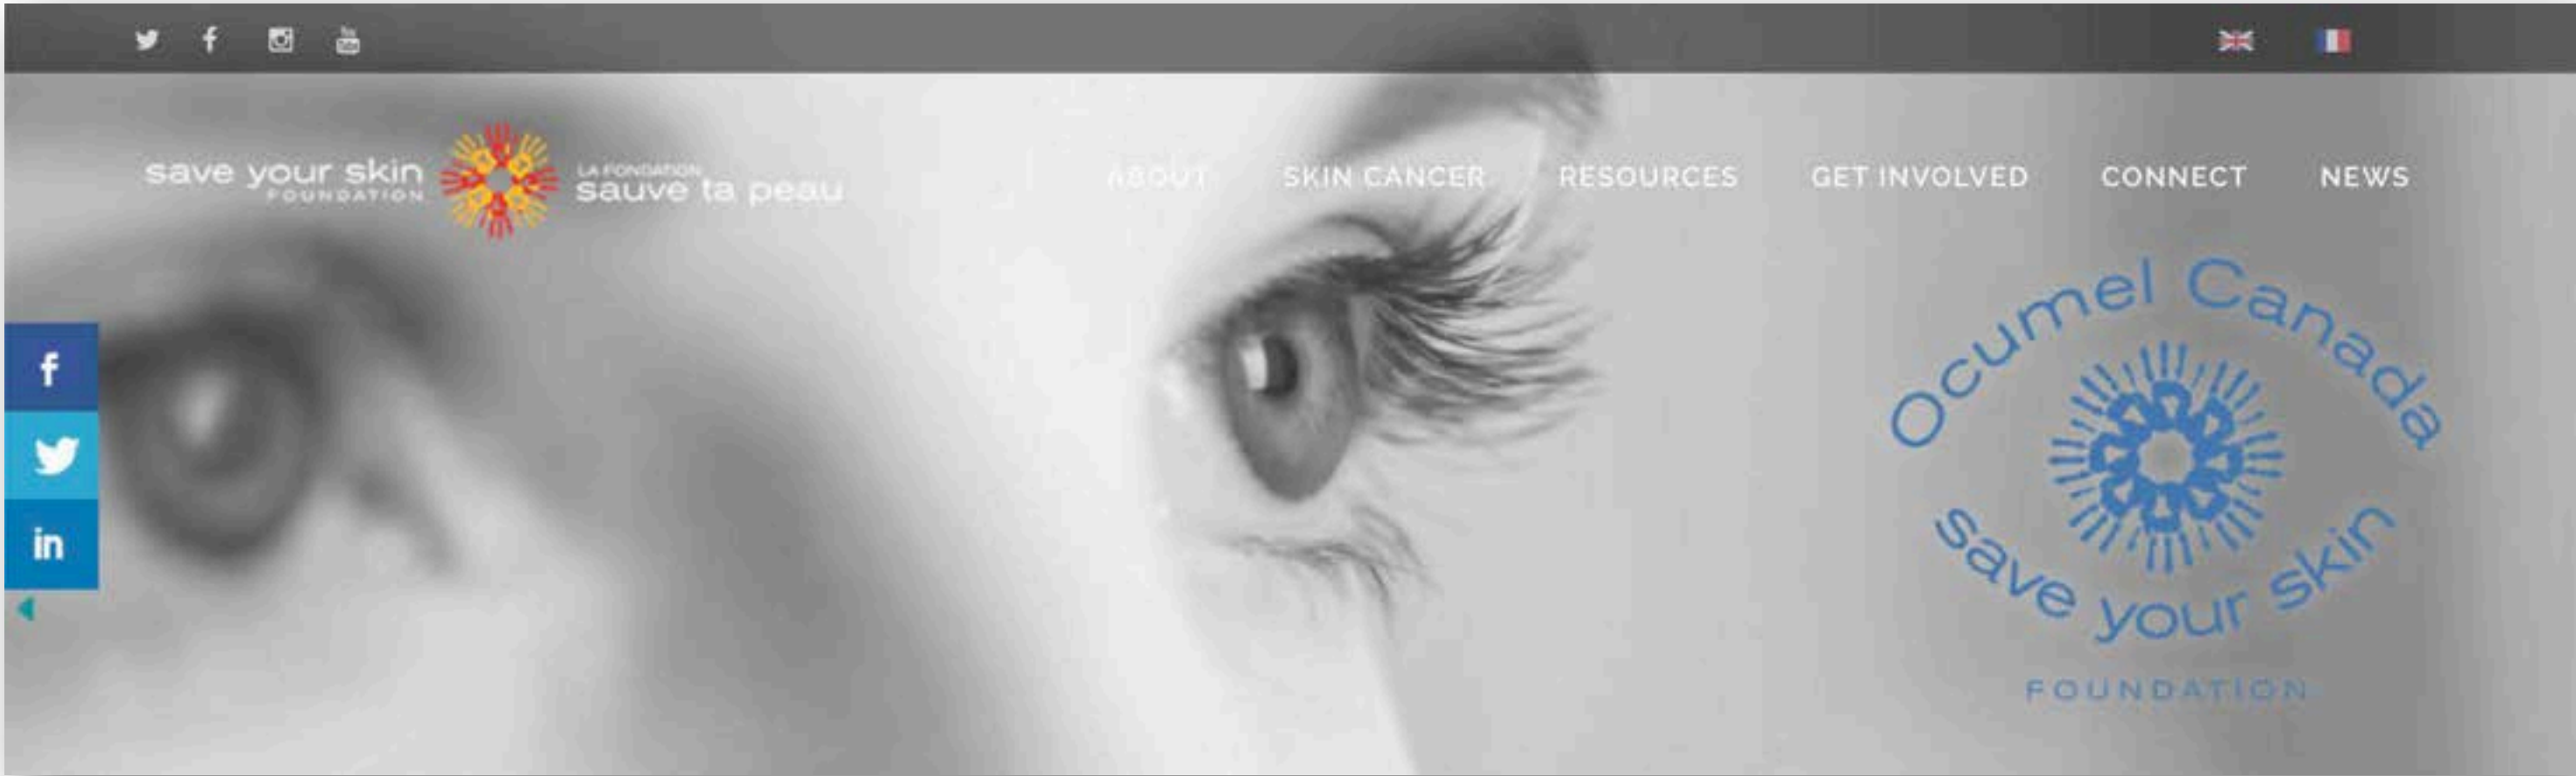 save your skin
FOUNDATION
LA FONDATION
sauve ta peau
ABOUT
SKIN CANCER
RESOURCES
GET INVOLVED
CONNECT
NEWS
f
in
Ocumel Canada
save your skin
FOUNDATION